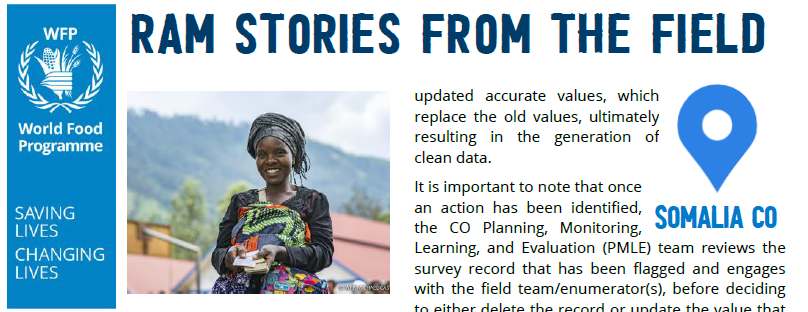 WFP
World Food
Programme
SAVING
LIVES
CHANGING
LIVES
RAM STORIES FROM THE FIELD
updated accurate values, which
replace the old values, ultimately
resulting in the generation of
clean data.
It is important to note that once
an action has been identified,
the CO Planning, Monitoring,
Learning, and Evaluation (PMLE) team reviews the
survey record that has been flagged and engages
with the field team/enumerator(s), before deciding
to either delete the record or update the value that
SOMALIA CO